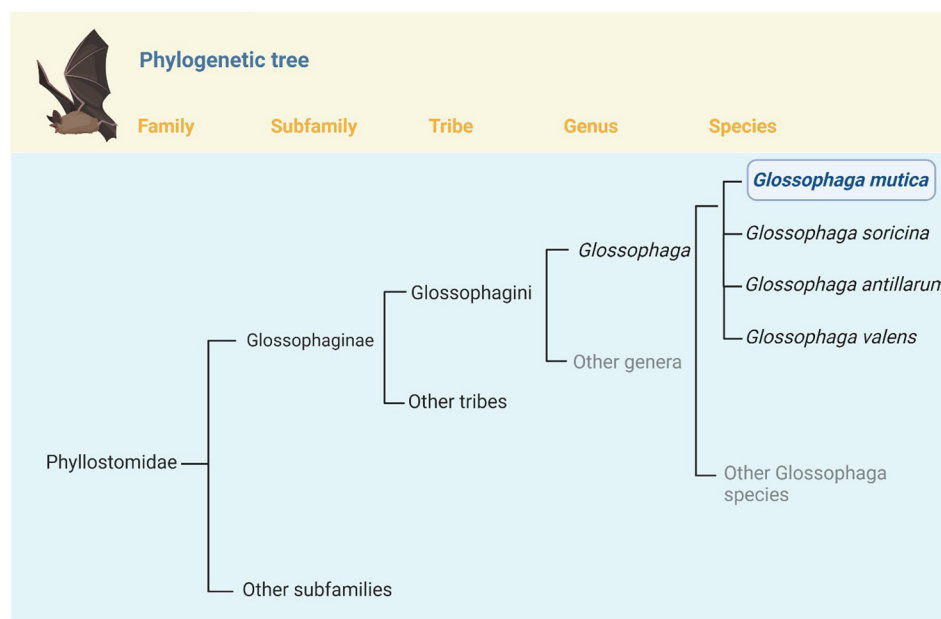 Phylogenetic tree
Family Subfamily Tribe Genus Species
Glossophaga mutica
Glossophaga soricina
Glossophaga
Glossophaga antillarum
Glossophagini
Glossophaga valens
Glossophaginae
Other genera
Other tribes
Phyllostomidae
Other Glossophaga
species
Other subfamilies